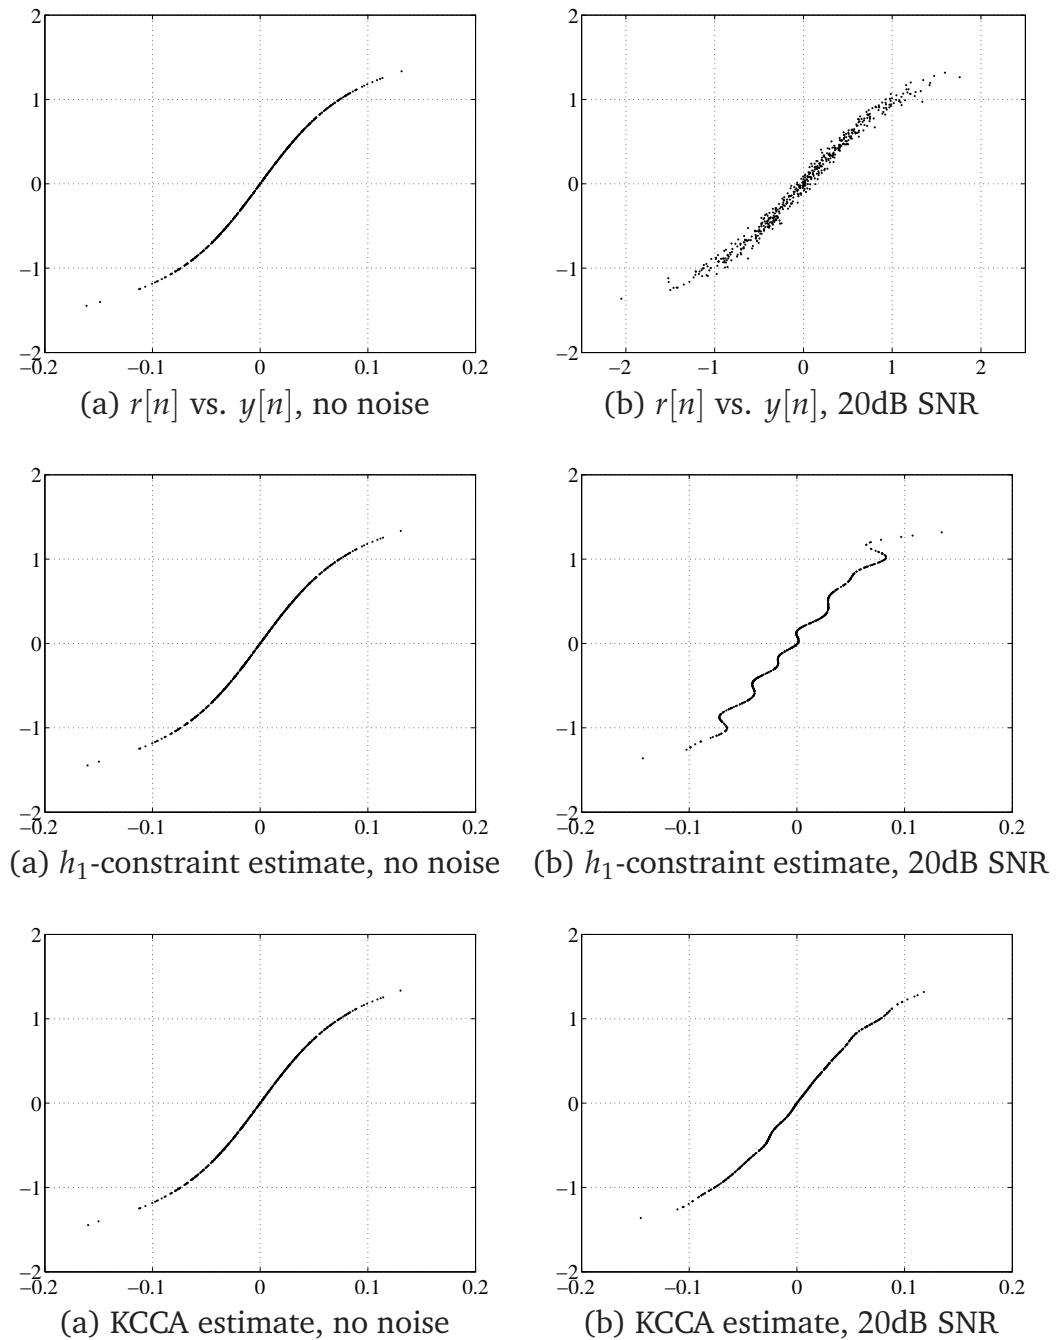 2
1
0
−1
−2
−0.2 −0.1 0 0.1 0.2
(a) r[n] vs. y[n], no noise
2
1
0
−1
−2
−2 −1 0 1 2
(b) r[n] vs. y[n], 20dB SNR
2
1
0
−1
−2
−0.2 −0.1 0 0.1 0.2
(a) h1-constraint estimate, no noise
2
1
0
−1
−2
−0.2 −0.1 0 0.1 0.2
(b) h1-constraint estimate, 20dB SNR
2
1
0
−1
−2
−0.2 −0.1 0 0.1 0.2
(a) KCCA estimate, no noise
2
1
0
−1
−2
−0.2 −0.1 0 0.1 0.2
(b) KCCA estimate, 20dB SNR